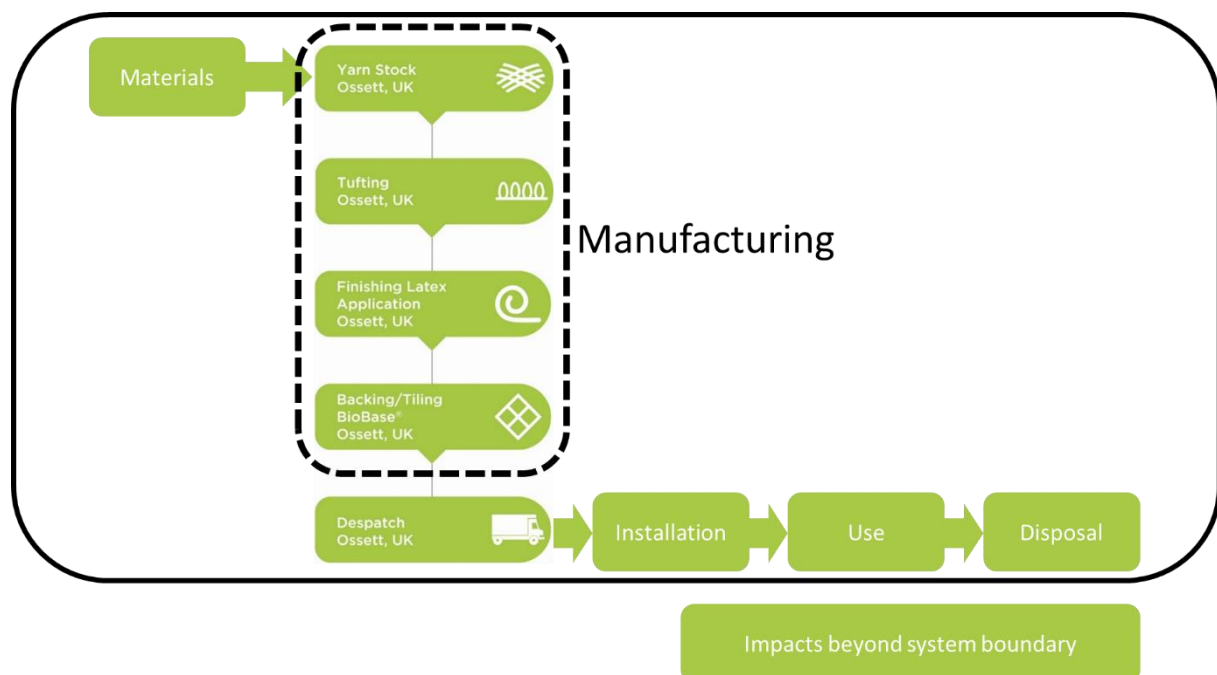 Materials
Yarn Stock
Ossett, UK
Tufting
Ossett, UK
Manufacturing
Finishing Latex
Application
Ossett, UK
Backing/Tiling
BioBase®
Ossett, UK
Despatch
Ossett, UK
Installation
Use
Disposal
Impacts beyond system boundary